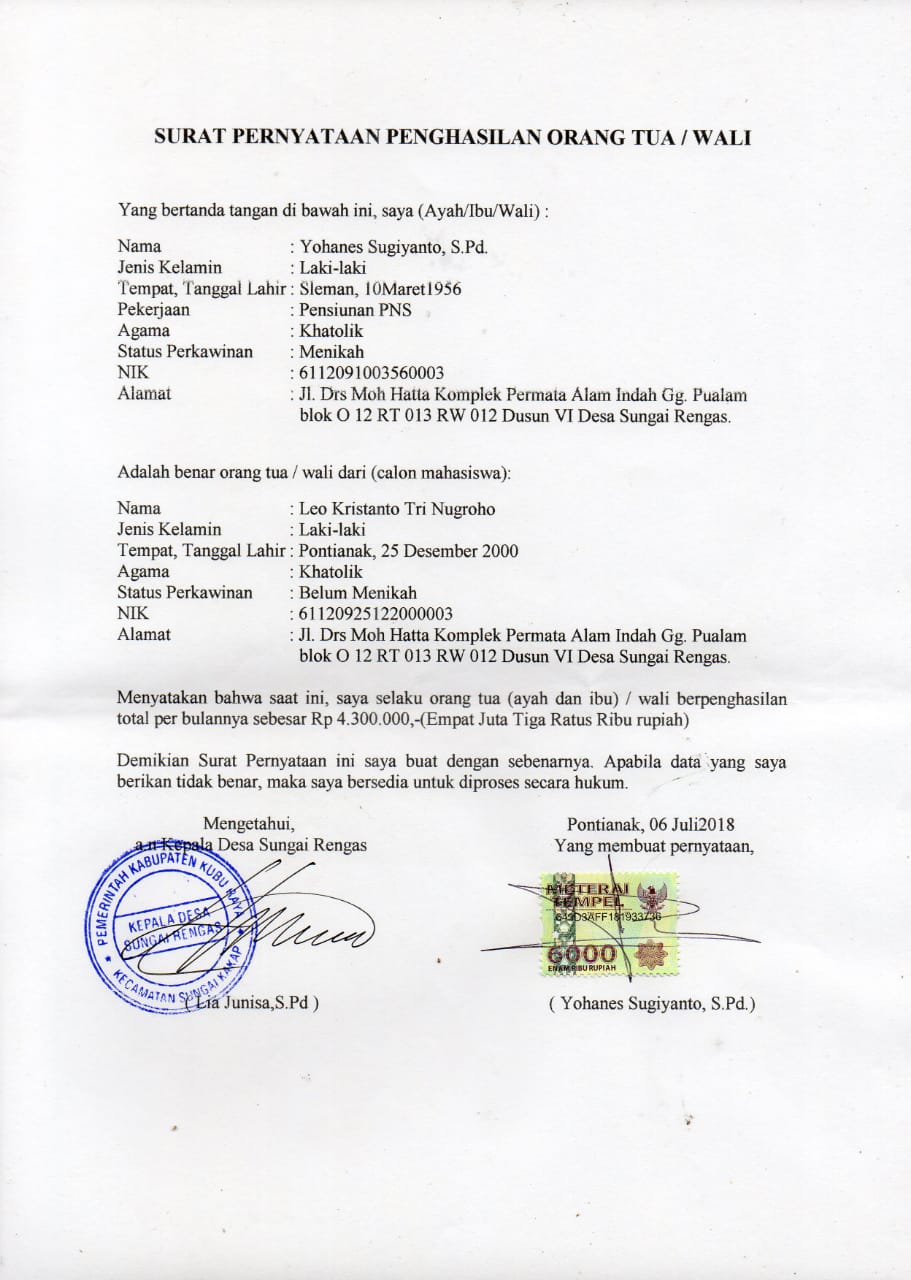 SURAT PERNYATAAN PENGHASILAN ORANG TUA / WALI
Yang bertanda tangan di bawah ini, saya (Ayah/Ibu/Wali) :
Nama : Yohanes Sugiyanto, S.Pd.
Jenis Kelamin : Laki-laki
Tempat, Tanggal Lahir : Sleman, 10Maret1956
Pekerjaan : Pensiunan PNS
Agama : Khatolik
Status Perkawinan : Menikah
NIK : 6112091003560003
Alamat : Jl. Drs Moh Hatta Komplek Permata Alam Indah Gg. Pualam
blok O 12 RT 013 RW 012 Dusun VI Desa Sungai Rengas.
Adalah benar orang tua / wali dari (calon mahasiswa):
Nama : Leo Kristanto Tri Nugroho
Jenis Kelamin : Laki-laki
Tempat, Tanggal Lahir : Pontianak, 25 Desember 2000
Agama : Khatolik
Status Perkawinan : Belum Menikah
NIK : 61120925122000003
Alamat : Jl. Drs Moh Hatta Komplek Permata Alam Indah Gg. Pualam
blok O 12 RT 013 RW 012 Dusun VI Desa Sungai Rengas.
Menyatakan bahwa saat ini, saya selaku orang tua (ayah dan ibu) / wali berpenghasilan
total per bulannya sebesar Rp 4.300.000,-(Empat Juta Tiga Ratus Ribu rupiah)
Demikian Surat Pernyataan ini saya buat dengan sebenarnya. Apabila data yang saya
berikan tidak benar, maka saya bersedia untuk diproses secara hukum.
Mengetahui,
a.n Kepala Desa Sungai Rengas
PEMERINTAH KABUPATEN KUBU RAYA
KEPALA DESA
SUNGAI RENGAS
KECAMATAN SUNGAI KAKAP
( Lia Junisa,S.Pd )
Pontianak, 06 Juli2018
Yang membuat pernyataan,
METERAI
TEMPEL
6000
ENAM RIBU RUPIAH
( Yohanes Sugiyanto, S.Pd.)